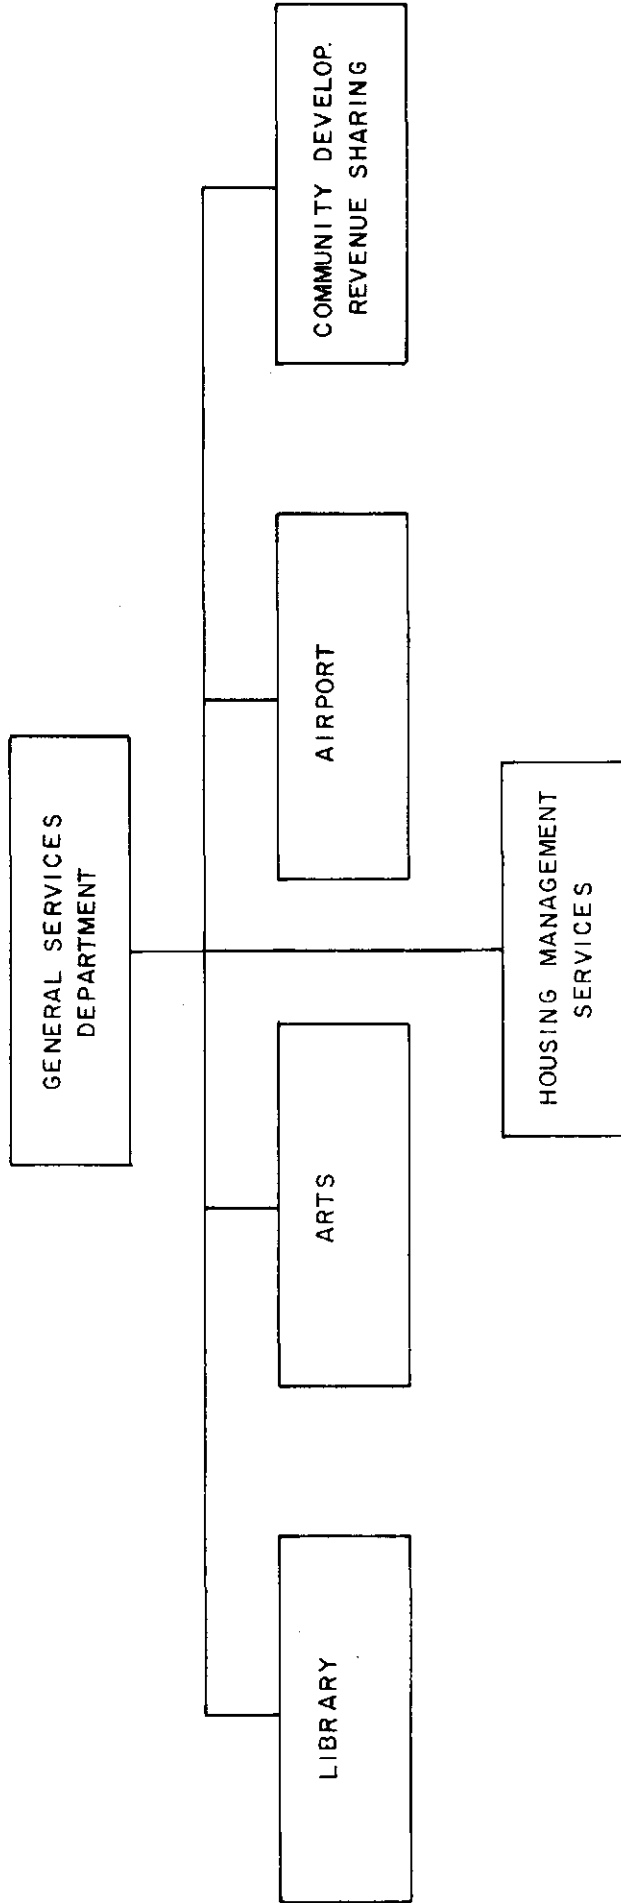 GENERAL SERVICES
DEPARTMENT
LIBRARY
ARTS
AIRPORT
COMMUNITY DEVELOP.
REVENUE SHARING
HOUSING MANAGEMENT
SERVICES